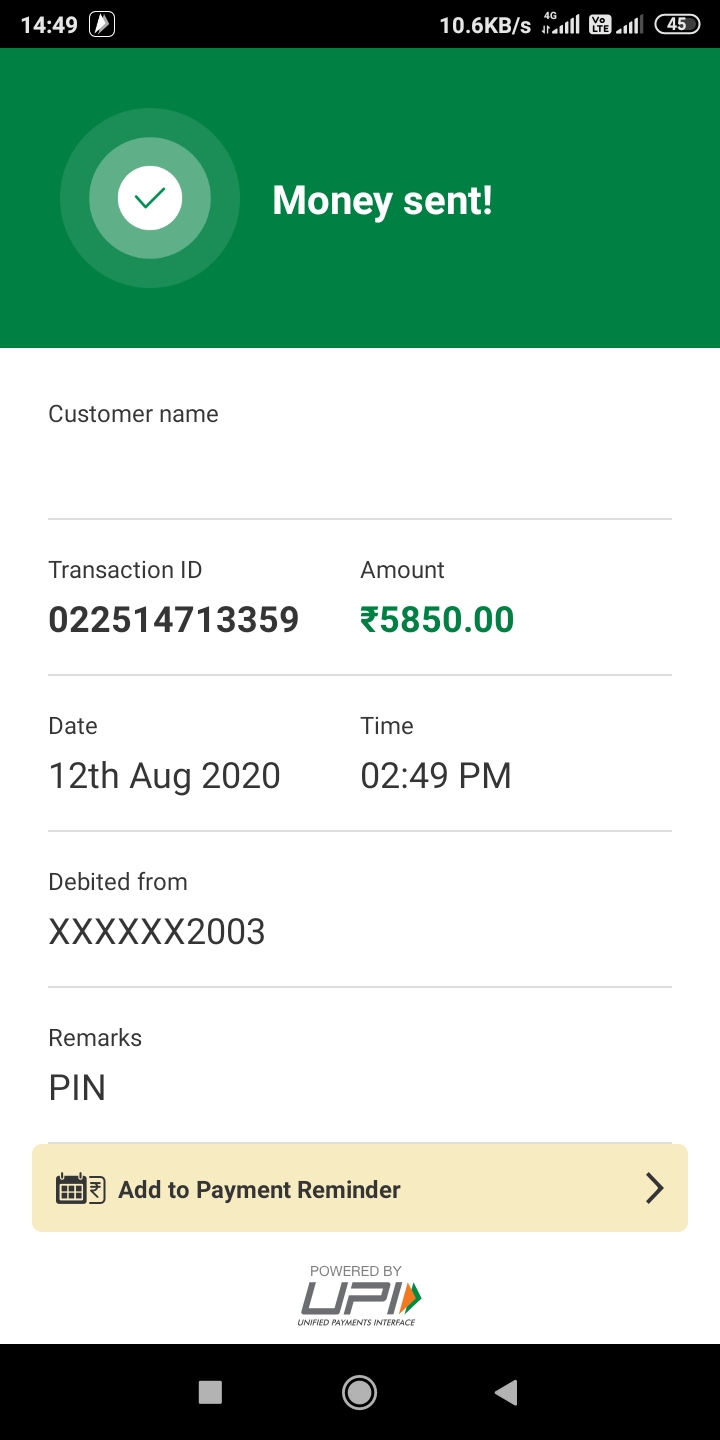 14:49 10.6KB/s 4G Vo LTE 45
Money sent!
Customer name
Transaction ID Amount
022514713359 ₹5850.00
Date Time
12th Aug 2020 02:49 PM
Debited from
XXXXXX2003
Remarks
PIN
₹ Add to Payment Reminder
POWERED BY
UPI
UNIFIED PAYMENTS INTERFACE